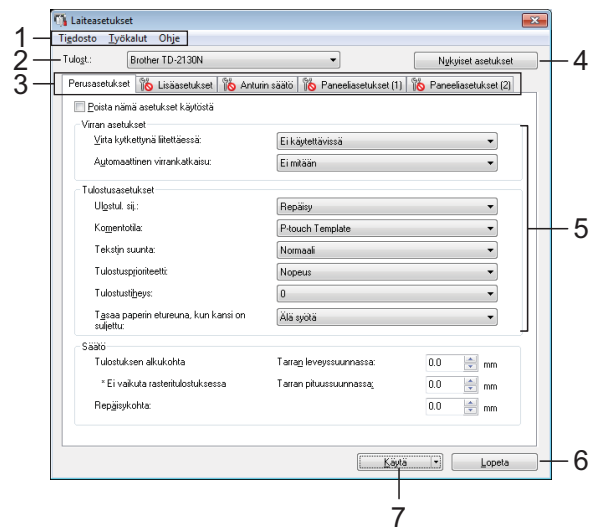 Laiteasetukset
1
Tiedosto Työkalut Ohje
2
Tulost.: Brother TD-2130N Nykyiset asetukset
4
3
Perusasetukset Lisäasetukset Anturin säätö Paneeliasetukset (1) Paneeliasetukset (2)
Poista nämä asetukset käytöstä
Virran asetukset
Virta kytkettynä liitettäessä: Ei käytettävissä
Automaattinen virrankatkaisu: Ei mitään
Tulostusasetukset
Ulostul. sij.: Repäisy
5
Komentotila: P-touch Template
Tekstin suunta: Normaali
Tulostusprioriteetti: Nopeus
Tulostustiheys: 0
Tasaa paperin etureuna, kun kansi on
suljettu: Älä syötä
Säätö
Tulostuksen alkukohta Tarran leveyssuunnassa: 0.0 mm
* Ei vaikuta rasteritulostuksessa Tarran pituussuunnassa: 0.0 mm
Repäisykohta: 0.0 mm
Käytä Lopeta
6
7